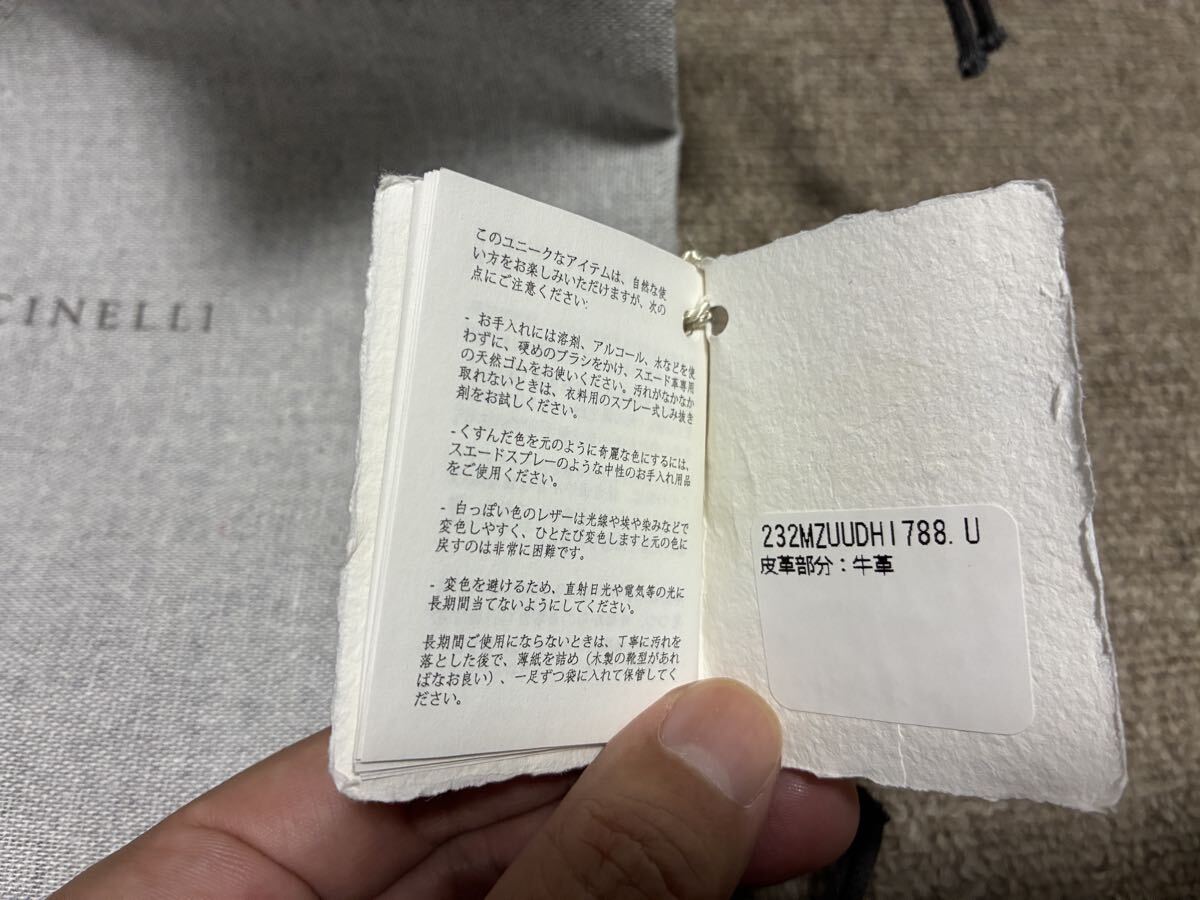 CINELLI
このユニークなアイテムは、自然な使
い方をお楽しみいただけますが、次の
点にご注意ください:
- お手入れには溶剤、アルコール、水などを使
わずに、硬めのブラシをかけ、スエード革専用
の天然ゴムをお使いください。汚れがなかなか
取れないときは、衣料用のスプレー式しみ抜き
剤をお試しください。
-くすんだ色を元のように奇麗な色にするには、
スエードスプレーのような中性のお手入れ用品
をご使用ください。
- 白っぽい色のレザーは光線や埃や染みなどで
変色しやすく、ひとたび変色しますと元の色に
戻すのは非常に困難です。
- 変色を避けるため、直射日光や電気等の光に
長期間当てないようにしてください。
長期間ご使用にならないときは、丁寧に汚れを
落とした後で、薄紙を詰め（木製の靴型があれ
ばなお良い）、一足ずつ袋に入れて保管してく
ださい。
232MZUUDHI788.U
皮革部分：牛革